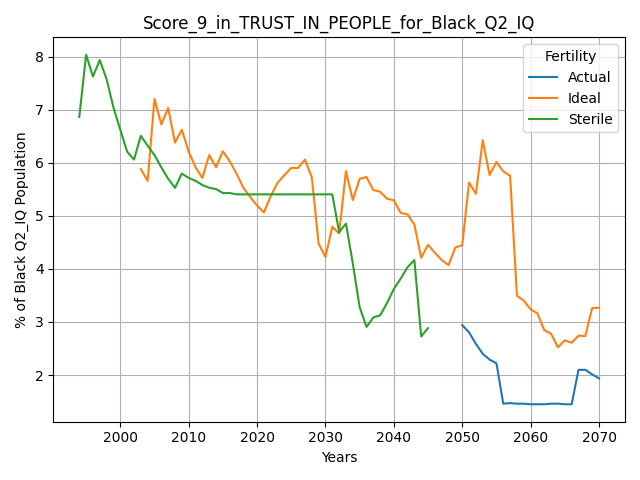 Score_9_in_TRUST_IN_PEOPLE_for_Black_Q2_IQ
Fertility
Actual
Ideal
Sterile
% of Black Q2_IQ Population
8
7
6
5
4
3
2
2000 2010 2020 2030 2040 2050 2060 2070
Years